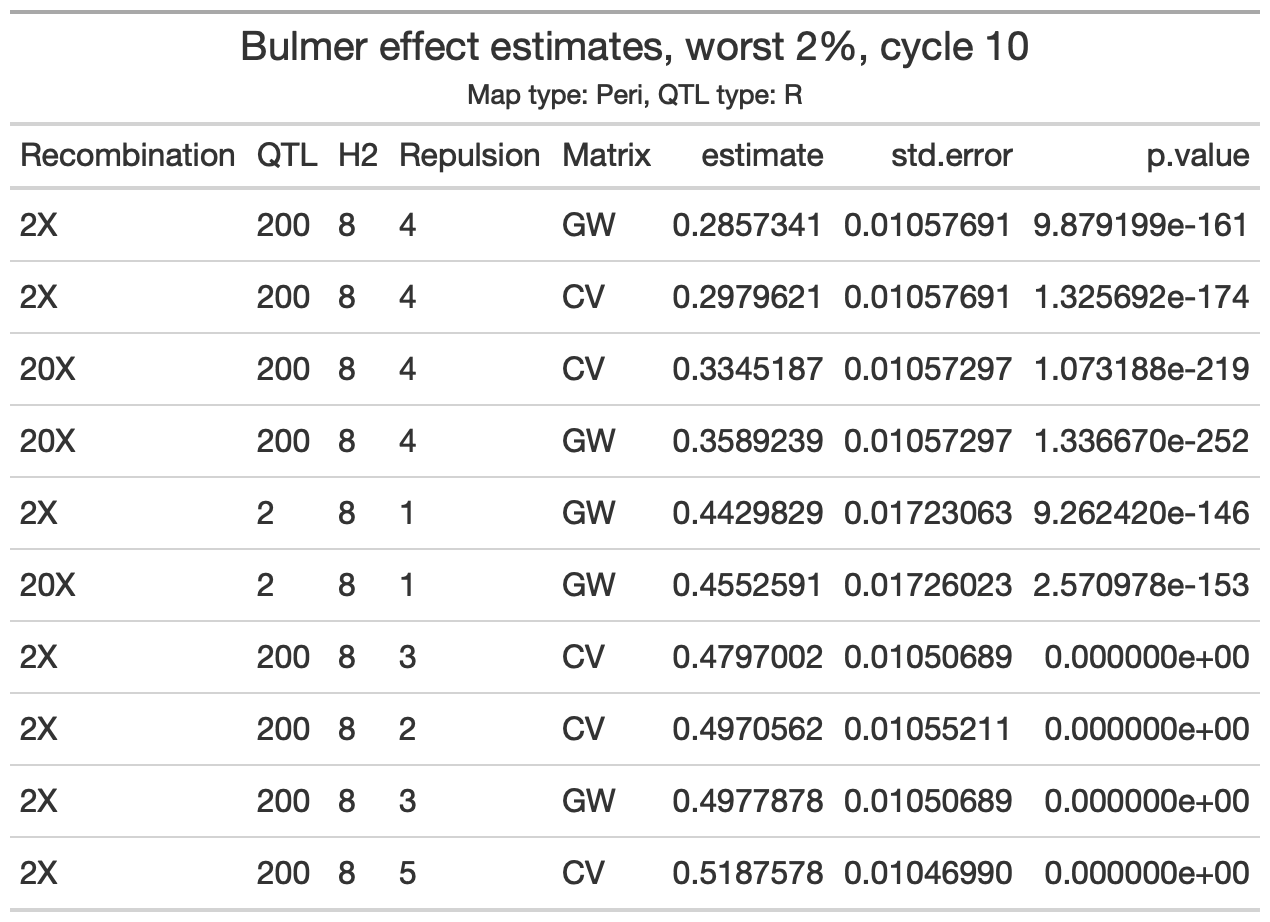 Bulmer effect estimates, worst 2%, cycle 10
Map type: Peri, QTL type: R
Recombination QTL H2 Repulsion Matrix estimate std.error p.value
2X 200 8 4 GW 0.2857341 0.01057691 9.879199e-161
2X 200 8 4 CV 0.2979621 0.01057691 1.325692e-174
20X 200 8 4 CV 0.3345187 0.01057297 1.073188e-219
20X 200 8 4 GW 0.3589239 0.01057297 1.336670e-252
2X 2 8 1 GW 0.4429829 0.01723063 9.262420e-146
20X 2 8 1 GW 0.4552591 0.01726023 2.570978e-153
2X 200 8 3 CV 0.4797002 0.01050689 0.000000e+00
2X 200 8 2 CV 0.4970562 0.01055211 0.000000e+00
2X 200 8 3 GW 0.4977878 0.01050689 0.000000e+00
2X 200 8 5 CV 0.5187578 0.01046990 0.000000e+00